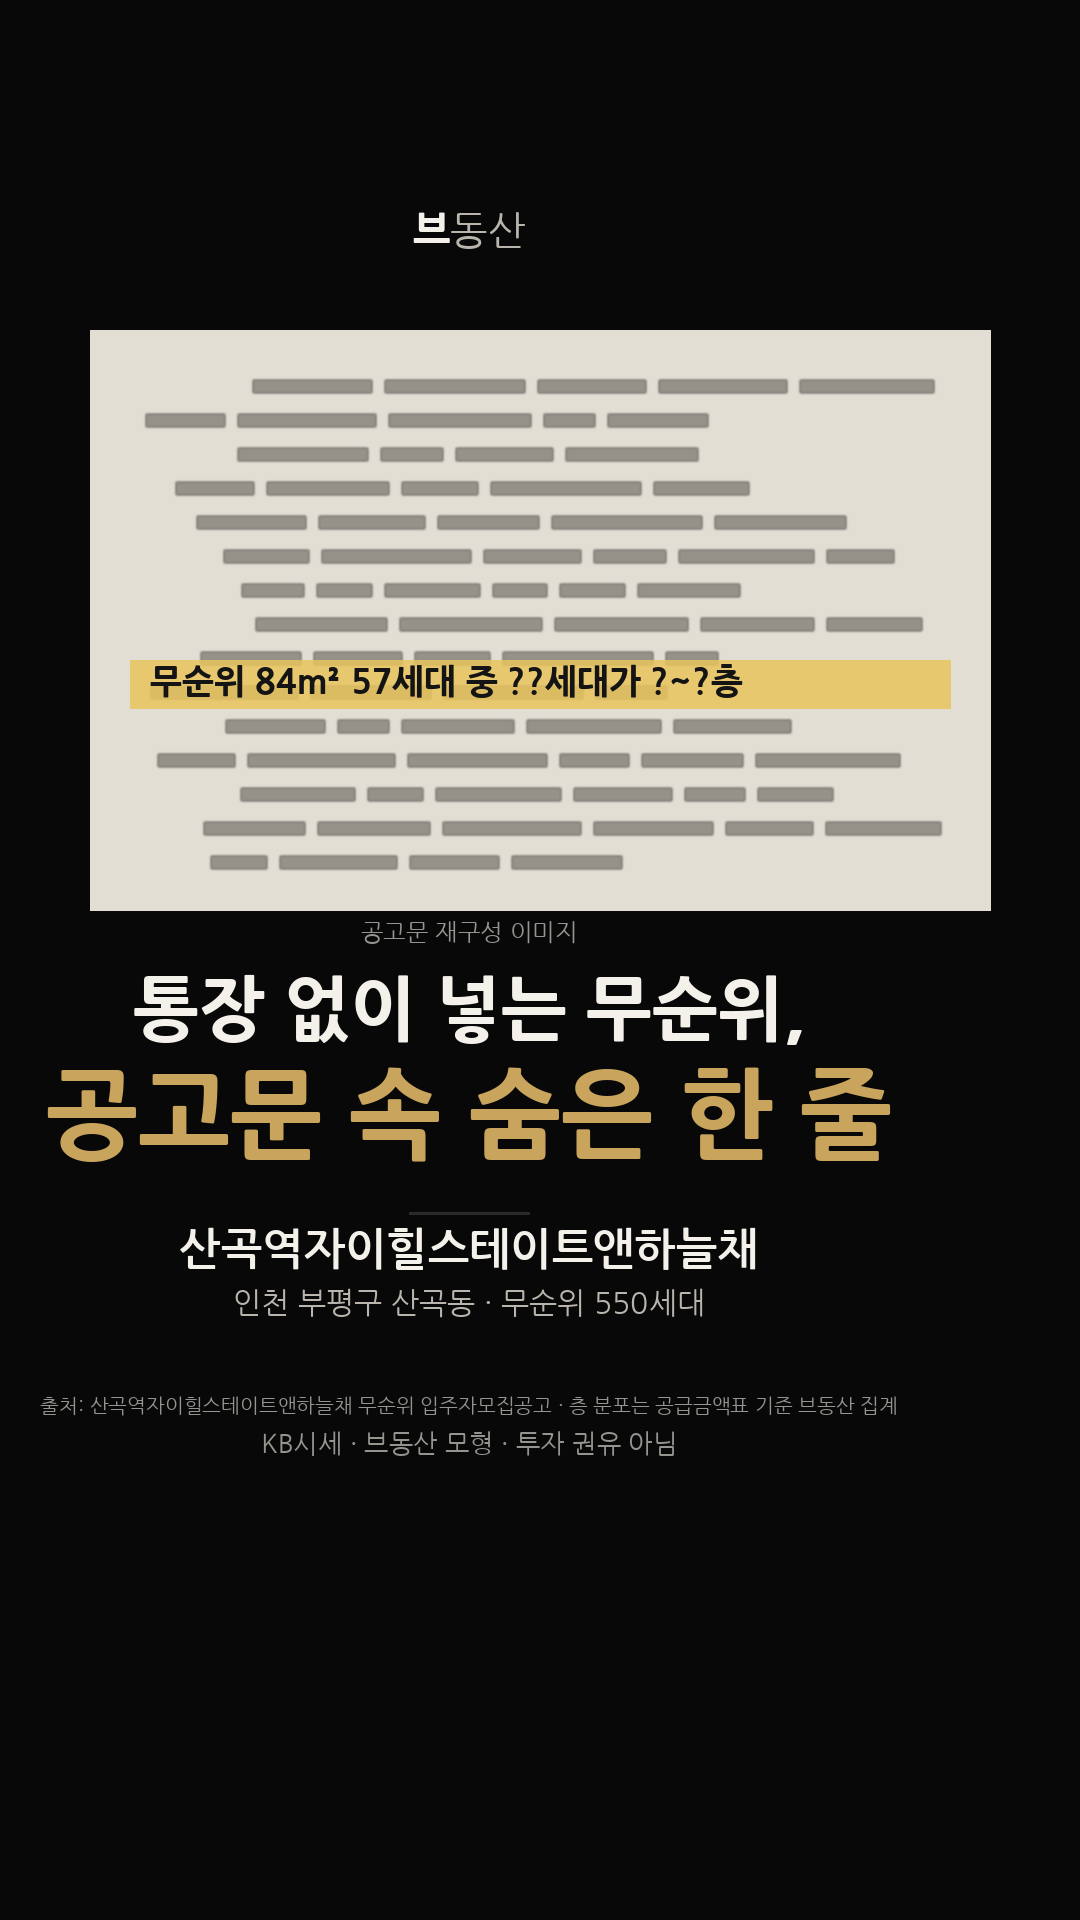 브동산
무순위 84m² 57세대 중 ??세대가 ?~?층
공고문 재구성 이미지
통장 없이 넣는 무순위,
공고문 속 숨은 한 줄
산곡역자이힐스테이트앤하늘채
인천 부평구 산곡동 · 무순위 550세대
출처: 산곡역자이힐스테이트앤하늘채 무순위 입주자모집공고 · 층 분포는 공급금액표 기준 브동산 집계
KB시세 · 브동산 모형 · 투자 권유 아님